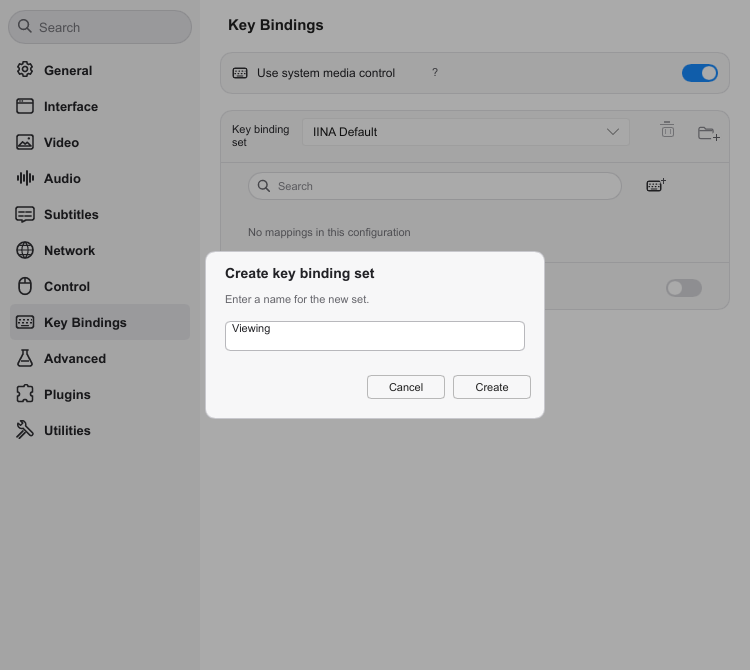 Search
General
Interface
Video
Audio
Subtitles
Network
Control
Key Bindings
Advanced
Plugins
Utilities
Key Bindings
Use system media control ?
Key binding
set
IINA Default
Search
No mappings in this configuration
Create key binding set
Enter a name for the new set.
Viewing
Cancel
Create